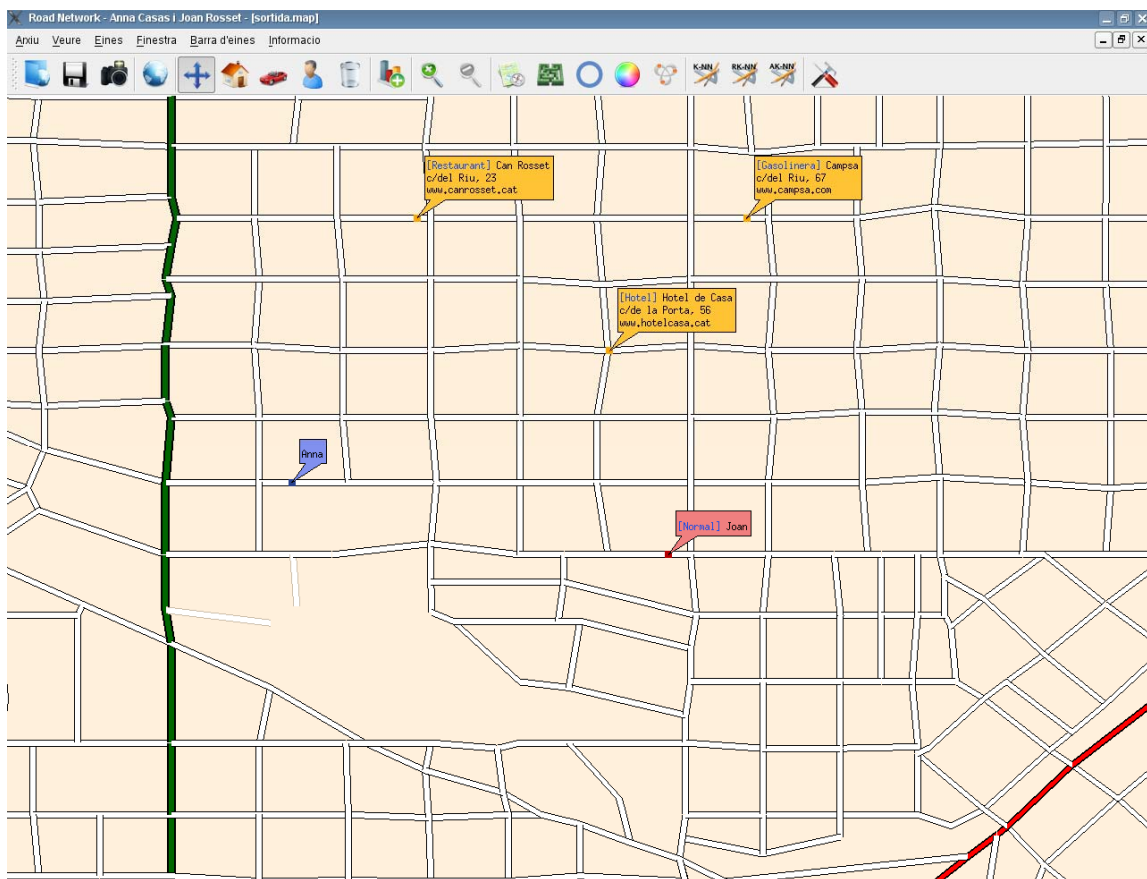 Road Network - Anna Casas i Joan Rosset - [sortida.map]
Arxiu Veure Eines Finestra Barra d'eines Informacio
K-NN RK-NN AK-NN
[Restaurant] Can Rosset
c/del Riu, 23
www.canrosset.cat
[Gasolinera] Campsa
c/del Riu, 67
www.campsa.com
[Hotel] Hotel de Casa
c/de la Porta, 56
www.hotelcasa.cat
Anna
[Normal] Joan